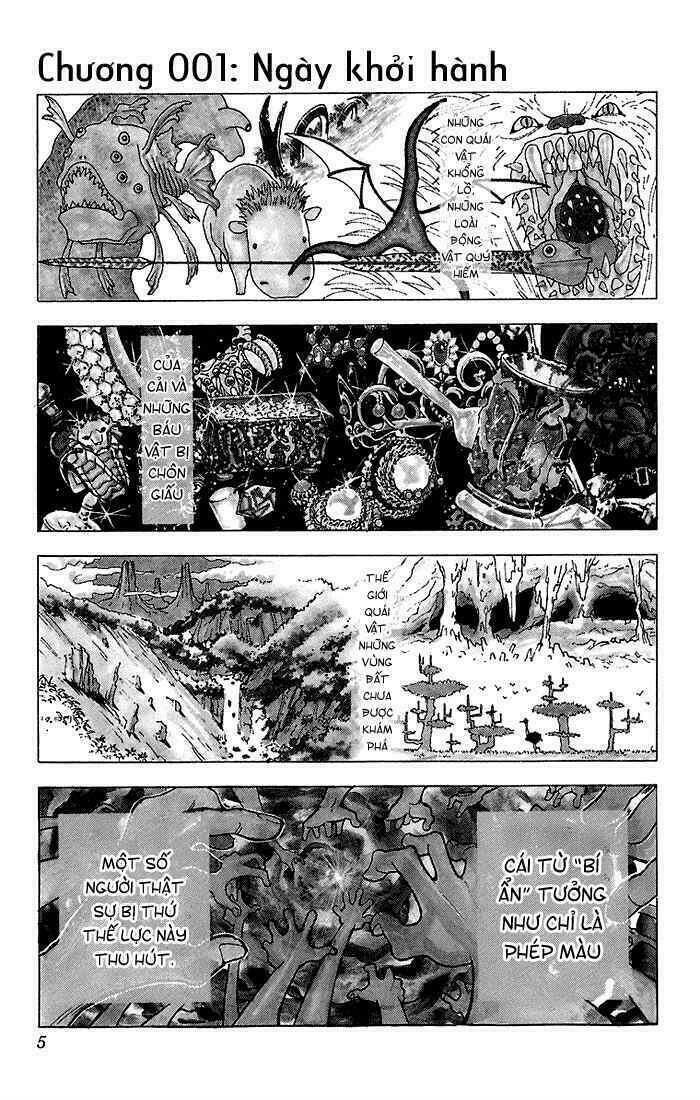 Chương 001: Ngày khởi hành
NHỮNG
CON QUÁI
VẬT
KHỔNG
LỒ,
NHỮNG
LOÀI
ĐỘNG
VẬT QUÝ
HIẾM
CỦA
CẢI VÀ
NHỮNG
BÁU
VẬT BỊ
CHÔN
GIẤU
THẾ
GIỚI
QUÁI
VẬT,
NHỮNG
VÙNG
ĐẤT
CHƯA
ĐƯỢC
KHÁM
PHÁ
CÁI TỪ "BÍ
ẨN" TƯỞNG
NHƯ CHỈ LÀ
PHÉP MÀU
MỘT SỐ
NGƯỜI THẬT
SỰ BỊ THỨ
THẾ LỰC NÀY
THU HÚT.
5